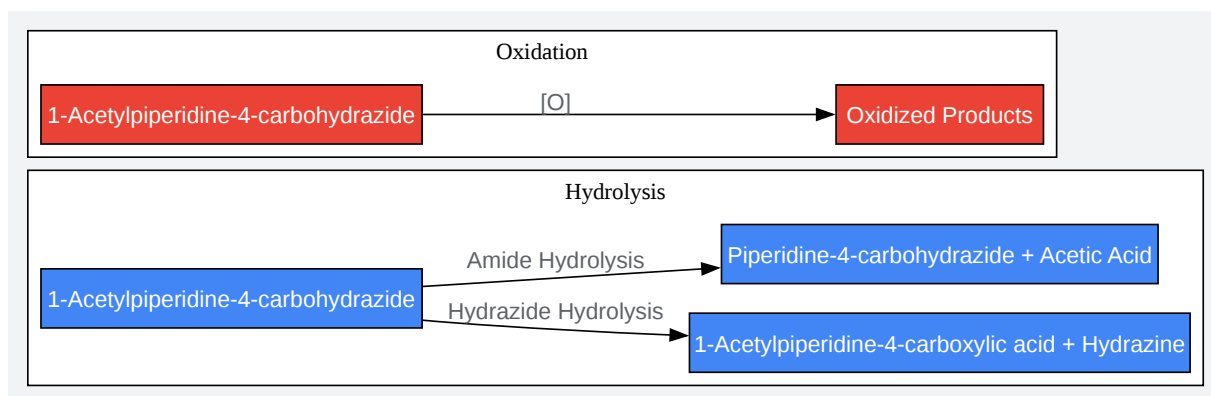 Oxidation
1-Acetylpiperidine-4-carbohydrazide
[O]
Oxidized Products
Hydrolysis
1-Acetylpiperidine-4-carbohydrazide
Amide Hydrolysis
Piperidine-4-carbohydrazide + Acetic Acid
Hydrazide Hydrolysis
1-Acetylpiperidine-4-carboxylic acid + Hydrazine